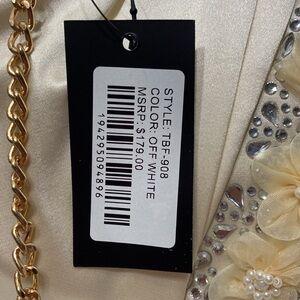 STYLE: TBF-908
COLOR: OFF WHITE
MSRP: $179.00
194295094896